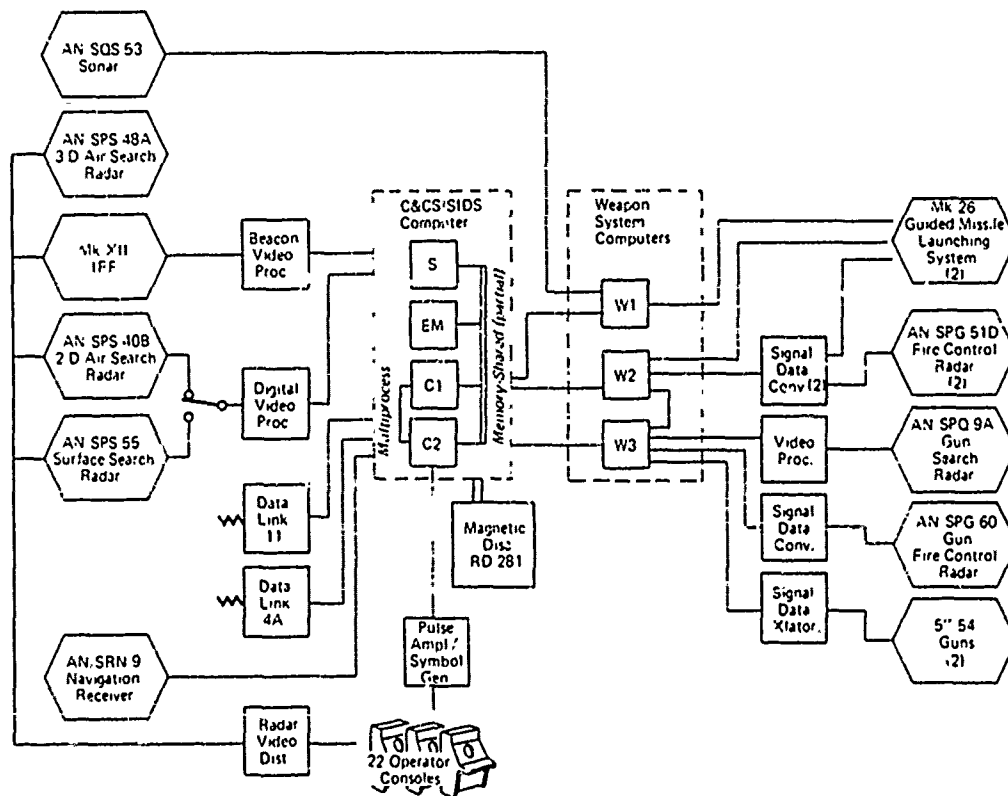 AN SQS 53
Sonar
AN SPS 48A
3 D Air Search
Radar
Mk XII
IFF
AN SPS 40B
2 D Air Search
Radar
AN SPS 55
Surface Search
Radar
Beacon
Video
Proc
Digital
Video
Proc
Data
Link
11
Data
Link
4A
AN/SRN 9
Navigation
Receiver
Radar
Video
Dist
C&CS/SIDS
Computer
S
EM
C1
C2
Multiprocess
Memory-Shared (partial)
Magnetic
Disc
RD 281
Pulse
Ampl /
Symbol
Gen
22 Operator
Consoles
Weapon
System
Computers
W1
W2
W3
Signal
Data
Conv (2)
Video
Proc.
Signal
Data
Conv.
Signal
Data
Xlator.
Mk 26
Guided Missile
Launching
System
(2)
AN SPG 51D
Fire Control
Radar
(2)
AN SPQ 9A
Gun
Search
Radar
AN SPG 60
Gun
Fire Control
Radar
5" 54
Guns
(2)